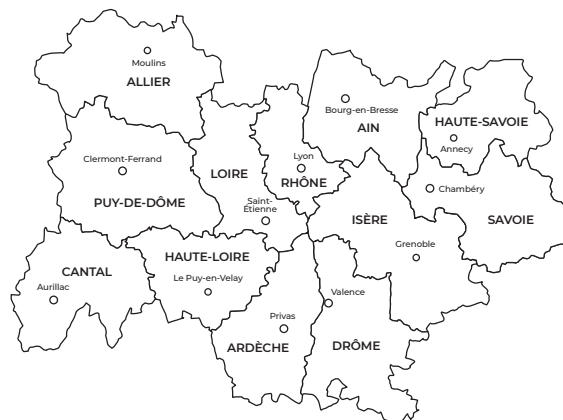 Moulins
ALLIER
Bourg-en-Bresse
AIN
HAUTE-SAVOIE
Annecy
Clermont-Ferrand
PUY-DE-DÔME
LOIRE
Lyon
RHÔNE
Saint-
Étienne
Chambéry
SAVOIE
ISÈRE
Grenoble
CANTAL
Aurillac
HAUTE-LOIRE
Le Puy-en-Velay
Privas
ARDÈCHE
Valence
DRÔME